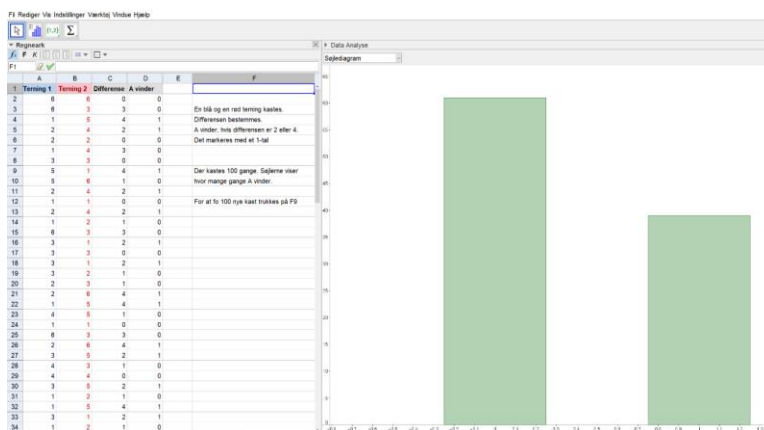 Fil Rediger Vis Indstillinger Værktøj Vindue Hjælp
{1,2} Σ
Regneark
fx F K
F1
A B C D E F
1 Terning 1 Terning 2 Differense A vinder
2 6 6 0 0
3 6 3 3 0 En blå og en rød terning kastes.
4 1 5 4 1 Differensen bestemmes.
5 2 4 2 1 A vinder, hvis differensen er 2 eller 4.
6 2 2 0 0 Det markeres med et 1-tal
7 1 4 3 0
8 3 3 0 0
9 5 1 4 1 Der kastes 100 gange. Søjlerne viser
10 5 6 1 0 hvor mange gange A vinder.
11 2 4 2 1
12 1 1 0 0 For at få 100 nye kast trukkes på F9
13 2 4 2 1
14 1 2 1 0
15 6 3 3 0
16 3 1 2 1
17 3 3 0 0
18 3 1 2 1
19 3 2 1 0
20 2 3 1 0
21 2 6 4 1
22 1 5 4 1
23 4 5 1 0
24 1 1 0 0
25 6 3 3 0
26 2 6 4 1
27 3 5 2 1
28 4 3 1 0
29 4 4 0 0
30 3 5 2 1
31 1 2 1 0
32 1 5 4 1
33 3 1 2 1
34 1 2 1 0
Data Analyse
Søjlediagram